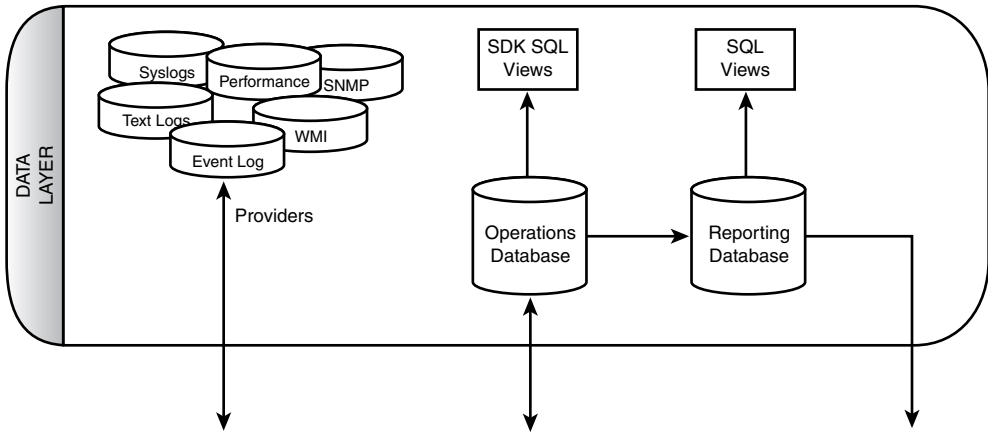 DATA
LAYER
Syslogs
Performance
SNMP
Text Logs
WMI
Event Log
Providers
SDK SQL
Views
SQL
Views
Operations
Database
Reporting
Database